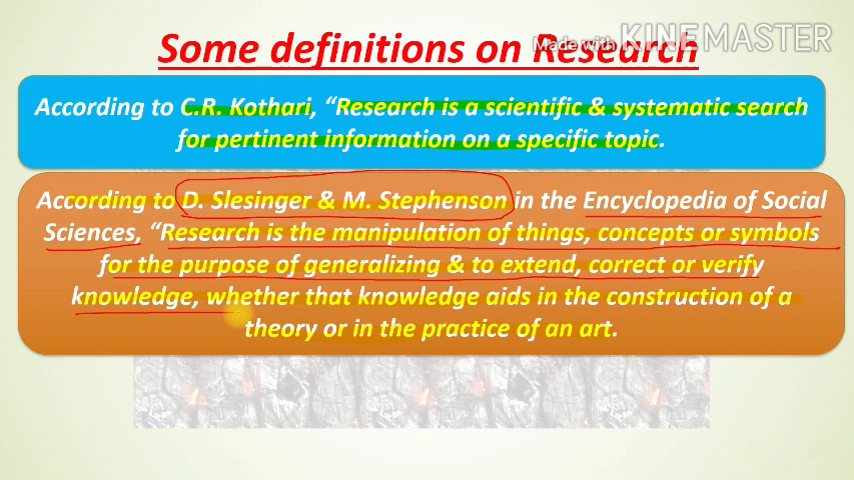 Some definitions on Research
Made with KINEMASTER
According to C.R. Kothari, “Research is a scientific & systematic search
for pertinent information on a specific topic.
According to D. Slesinger & M. Stephenson in the Encyclopedia of Social
Sciences, “Research is the manipulation of things, concepts or symbols
for the purpose of generalizing & to extend, correct or verify
knowledge, whether that knowledge aids in the construction of a
theory or in the practice of an art.